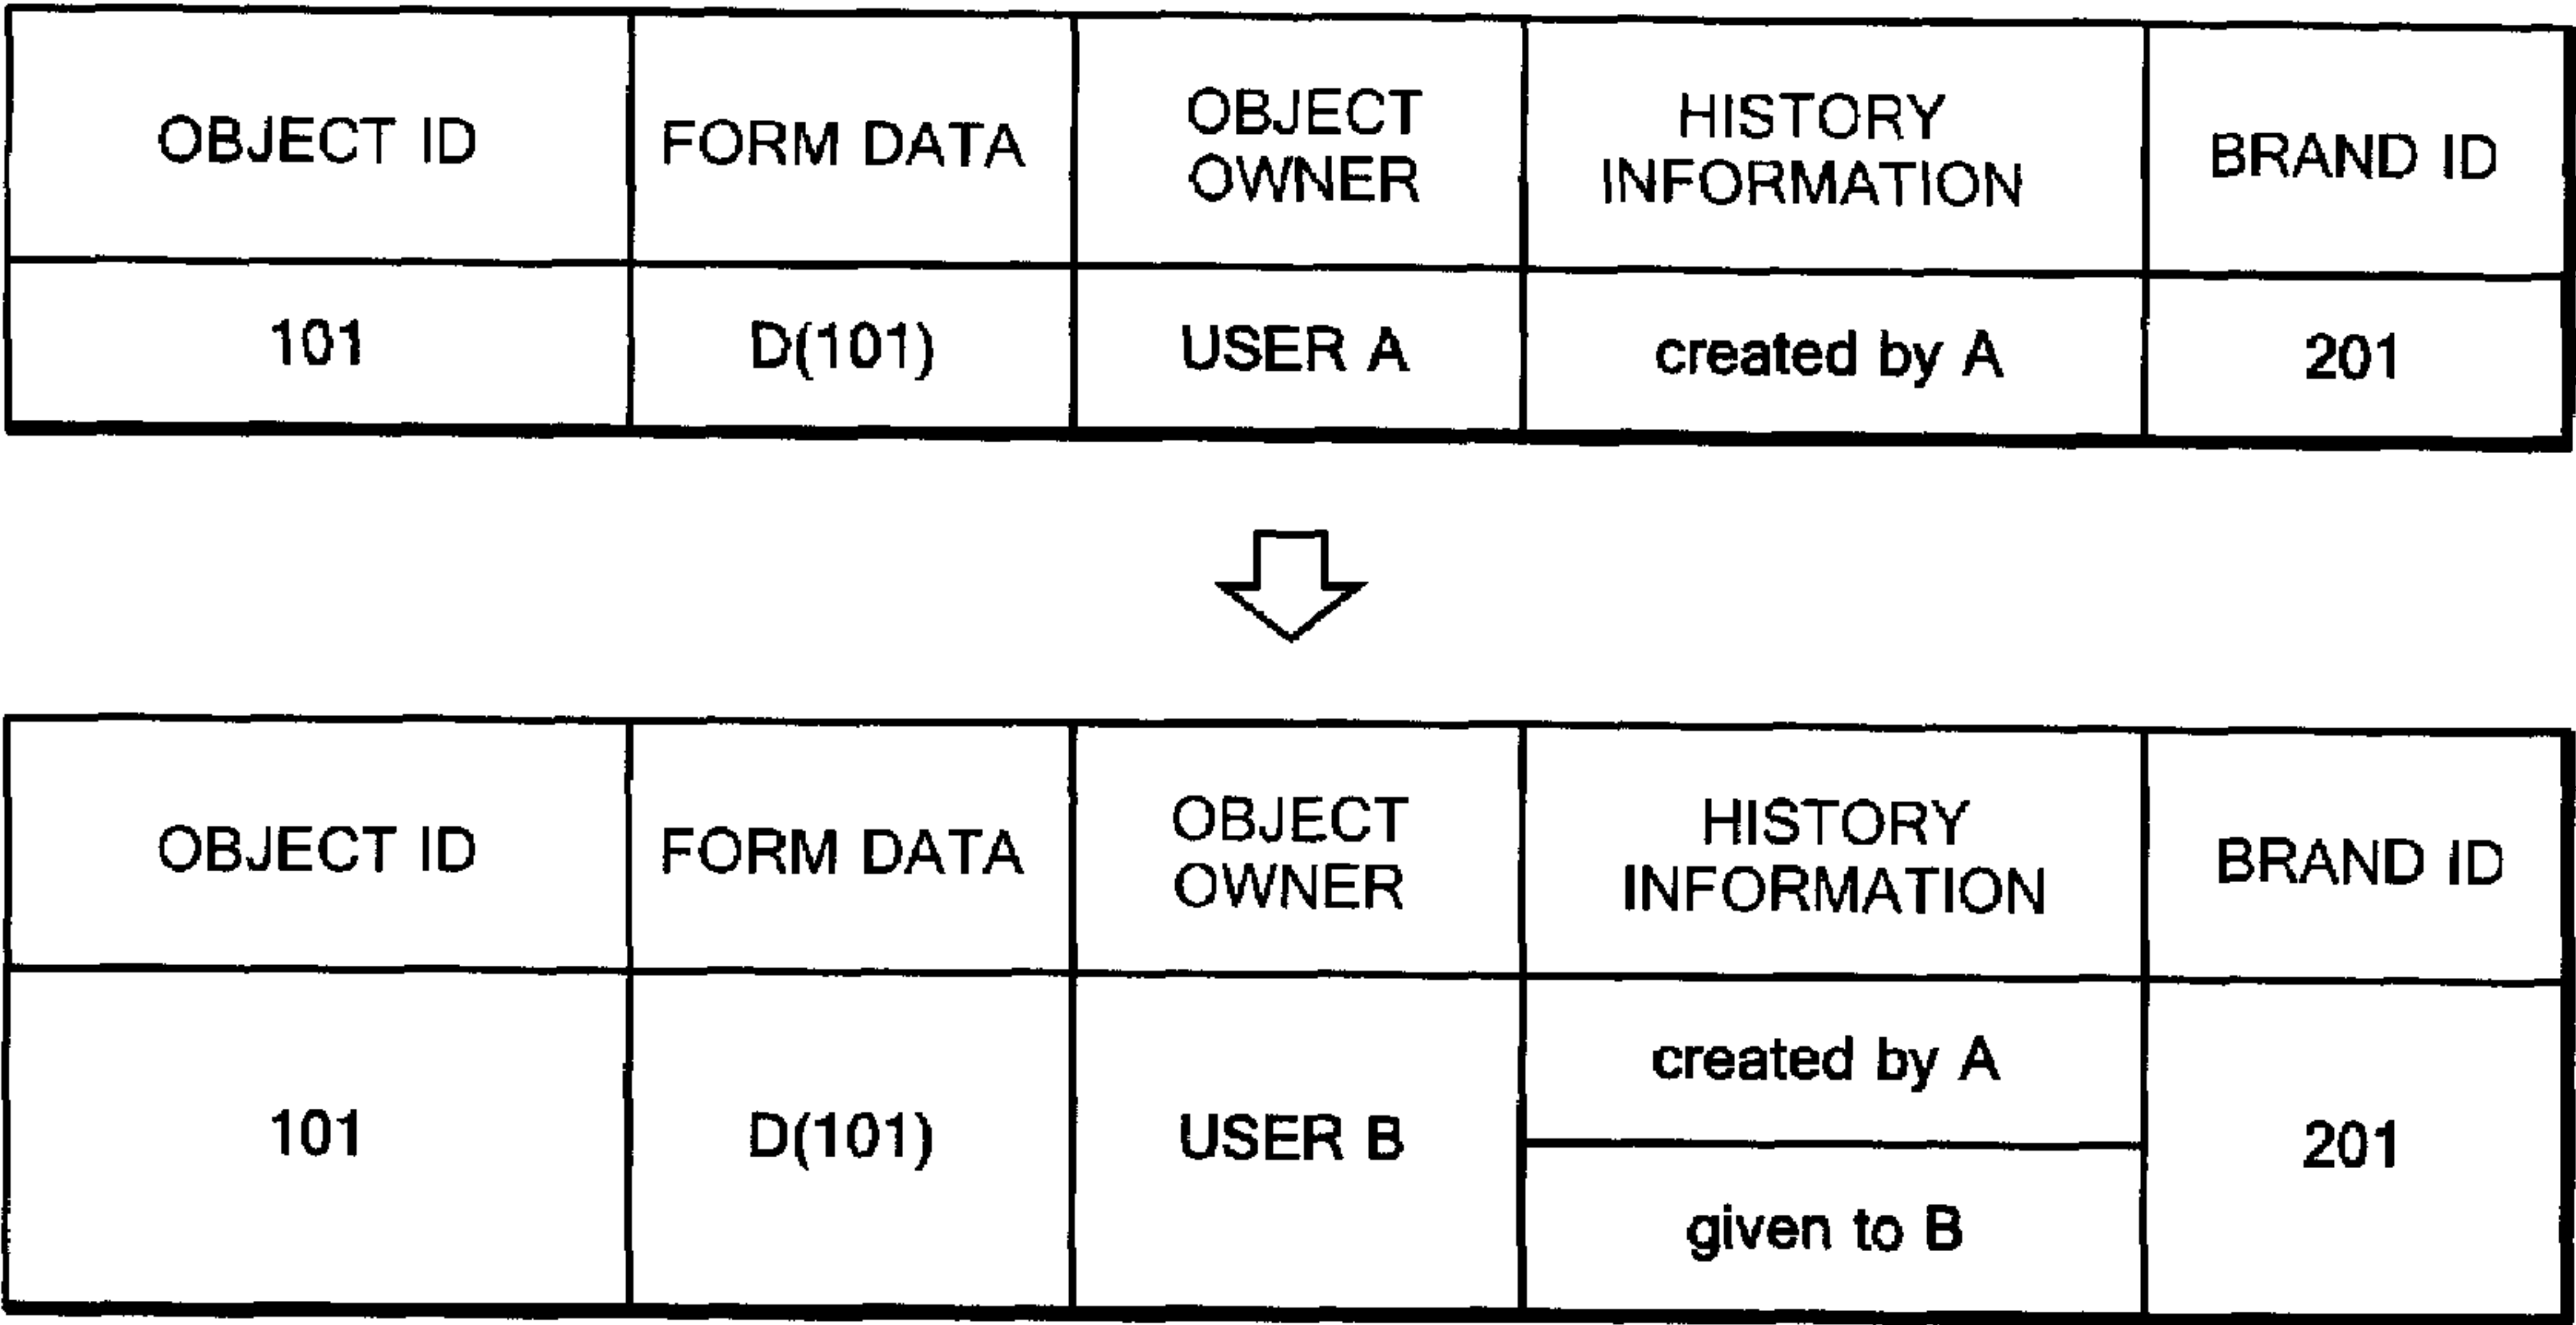 OBJECT ID
FORM DATA
OBJECT
OWNER
HISTORY
INFORMATION
BRAND ID
101
D(101)
USER A
created by A
201
OBJECT ID
FORM DATA
OBJECT
OWNER
HISTORY
INFORMATION
BRAND ID
101
D(101)
USER B
created by A
given to B
201